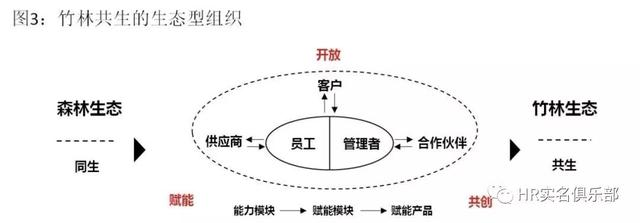 图3：竹林共生的生态型组织
开放
客户
森林生态
同生
供应商
员工
管理者
合作伙伴
竹林生态
共生
赋能
共创
能力模块
赋能模块
赋能产品
HR实名俱乐部